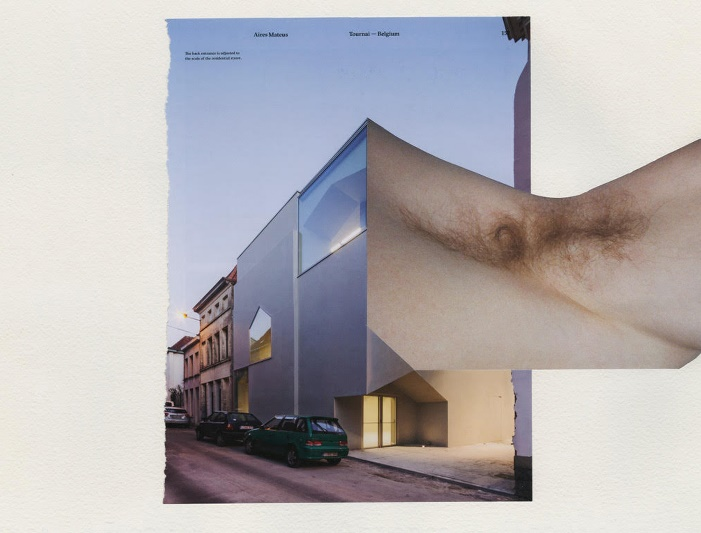 Aires Mateus
Tournai — Belgium
The back entrance is adjusted to
the scale of the residential street.